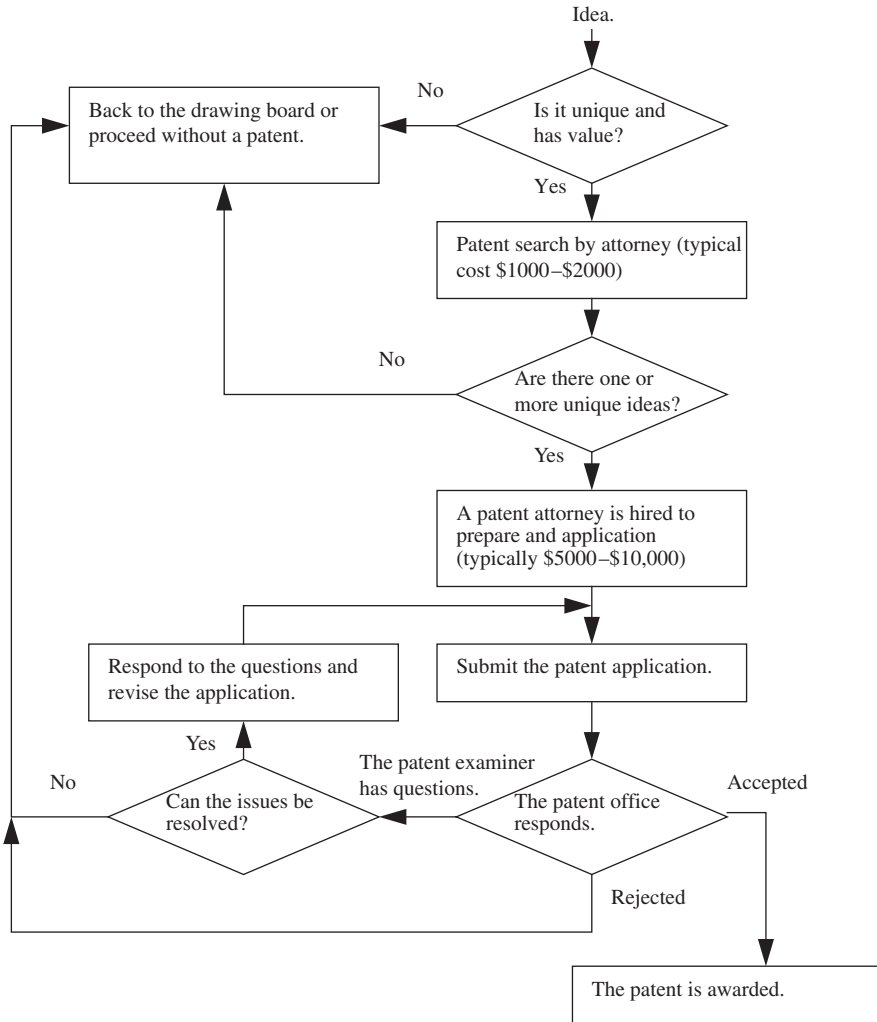 Idea.
No
Back to the drawing board or
proceed without a patent.
Is it unique and
has value?
Yes
Patent search by attorney (typical
cost $1000–$2000)
No
Are there one or
more unique ideas?
Yes
A patent attorney is hired to
prepare and application
(typically $5000–$10,000)
Respond to the questions and
revise the application.
Submit the patent application.
Yes
The patent examiner
has questions.
No
Accepted
Can the issues be
resolved?
The patent office
responds.
Rejected
The patent is awarded.